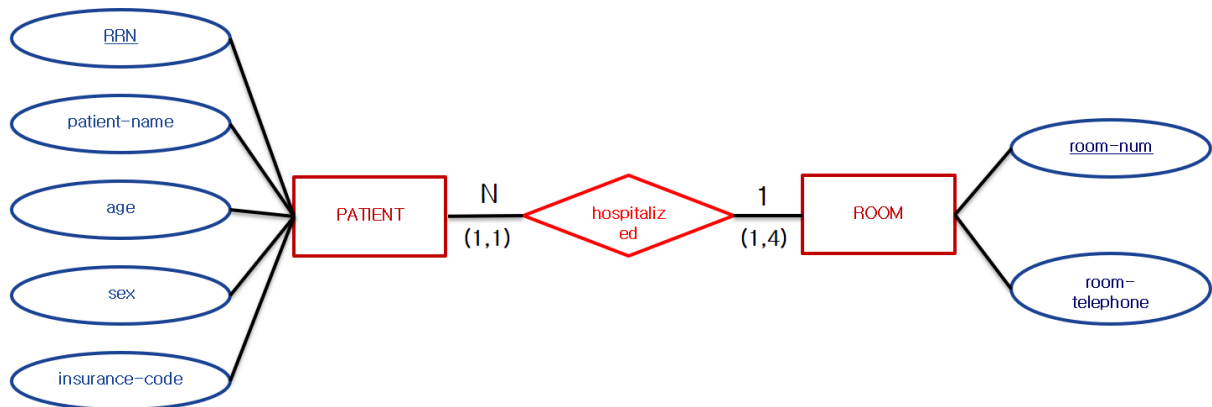 RRN
patient-name
age
sex
insurance-code
PATIENT
N
(1,1)
hospitaliz
ed
1
(1,4)
ROOM
room-num
room-
telephone